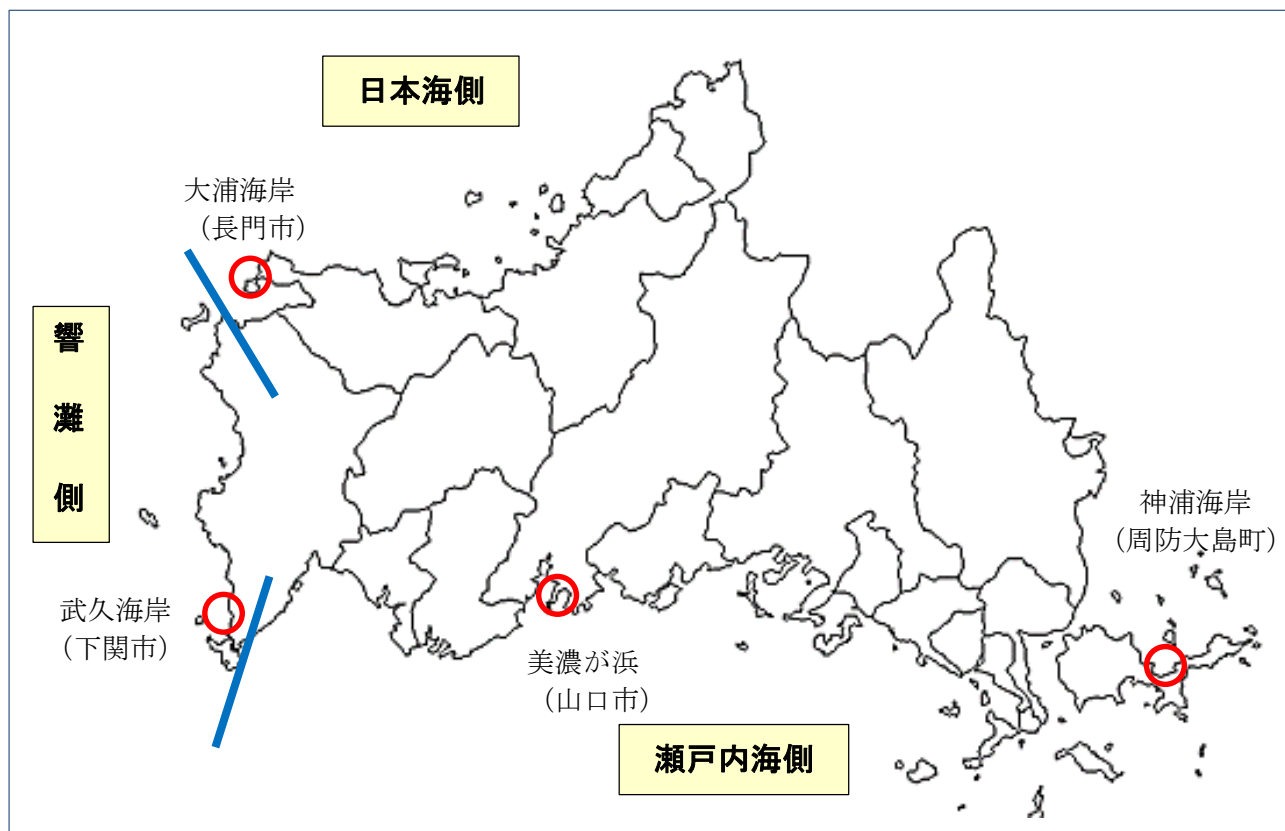 日本海側
大浦海岸
（長門市）
響灘側
神浦海岸
（周防大島町）
武久海岸
（下関市）
美濃が浜
（山口市）
瀬戸内海側